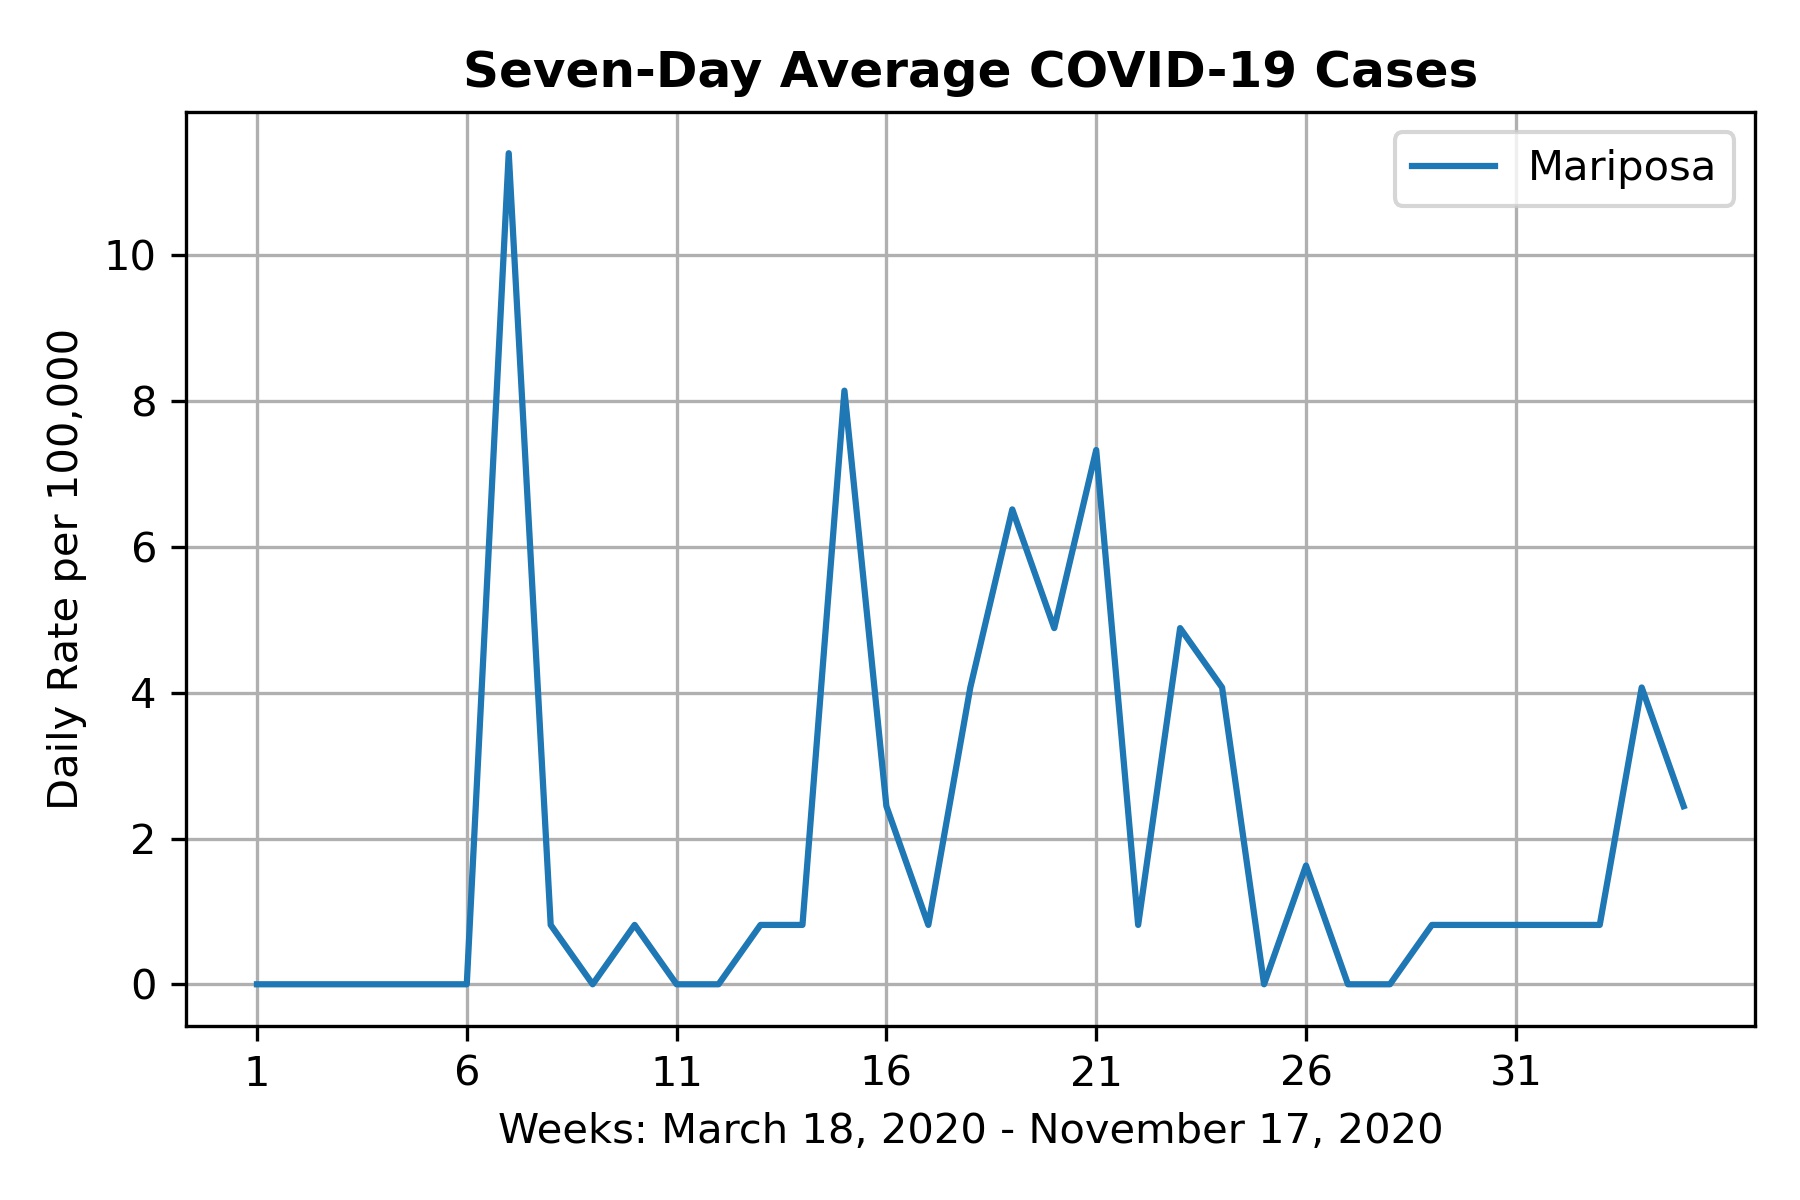 Seven-Day Average COVID-19 Cases
Mariposa
Daily Rate per 100,000
10
8
6
4
2
0
1 6 11 16 21 26 31
Weeks: March 18, 2020 - November 17, 2020